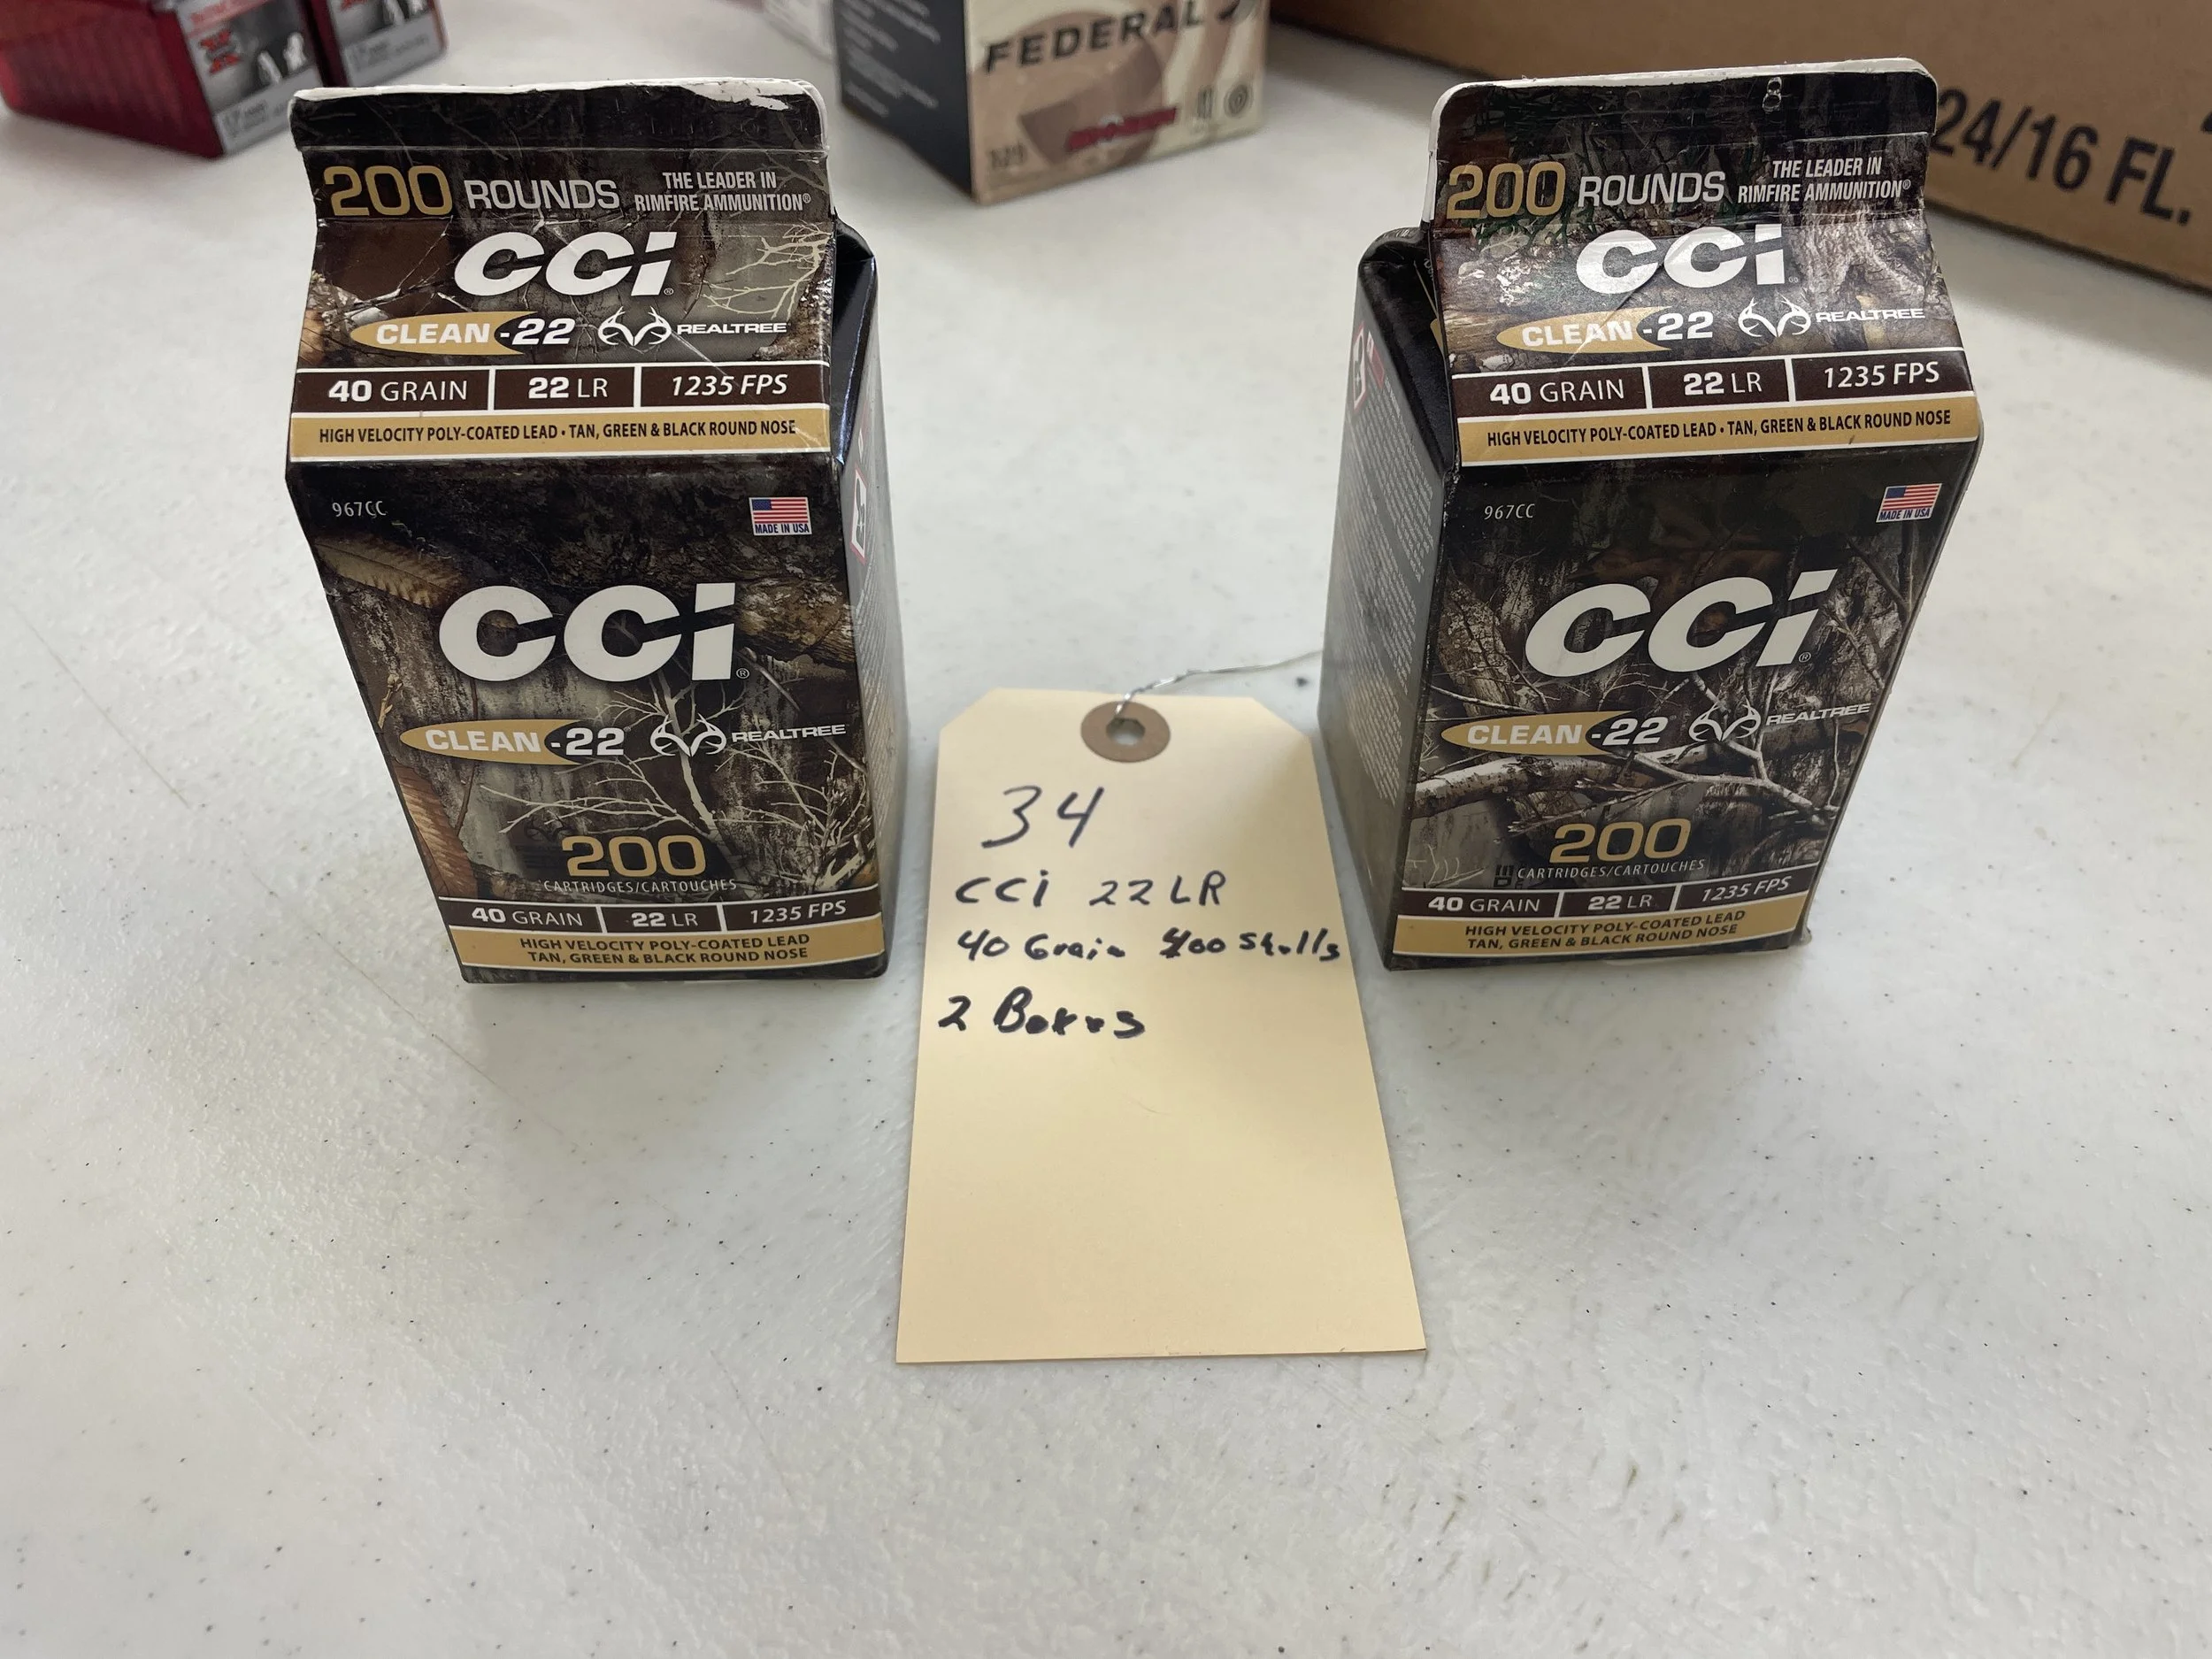 FEDERAL
325
24/16 FL.
200 ROUNDS THE LEADER IN
RIMFIRE AMMUNITION®
CCI®
CLEAN-22 REALTREE
40 GRAIN 22 LR 1235 FPS
HIGH VELOCITY POLY-COATED LEAD • TAN, GREEN & BLACK ROUND NOSE
967CC
MADE IN USA
CCI®
CLEAN-22 REALTREE
200
CARTRIDGES/CARTOUCHES
40 GRAIN 22 LR 1235 FPS
HIGH VELOCITY POLY-COATED LEAD
TAN, GREEN & BLACK ROUND NOSE
34
CCi 22 LR
40 Grain 400 Shells
2 Boxes
200 ROUNDS THE LEADER IN
RIMFIRE AMMUNITION®
CCI
CLEAN-22 REALTREE
40 GRAIN 22 LR 1235 FPS
HIGH VELOCITY POLY-COATED LEAD • TAN, GREEN & BLACK ROUND NOSE
967CC
MADE IN USA
CCI®
CLEAN-22 REALTREE
200
CARTRIDGES/CARTOUCHES
40 GRAIN 22 LR 1235 FPS
HIGH VELOCITY POLY-COATED LEAD
TAN, GREEN & BLACK ROUND NOSE